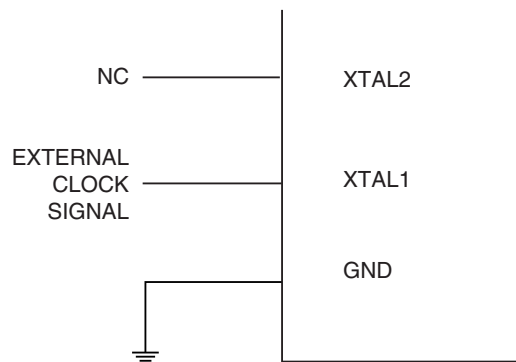 NC
XTAL2
EXTERNAL
CLOCK
SIGNAL
XTAL1
GND